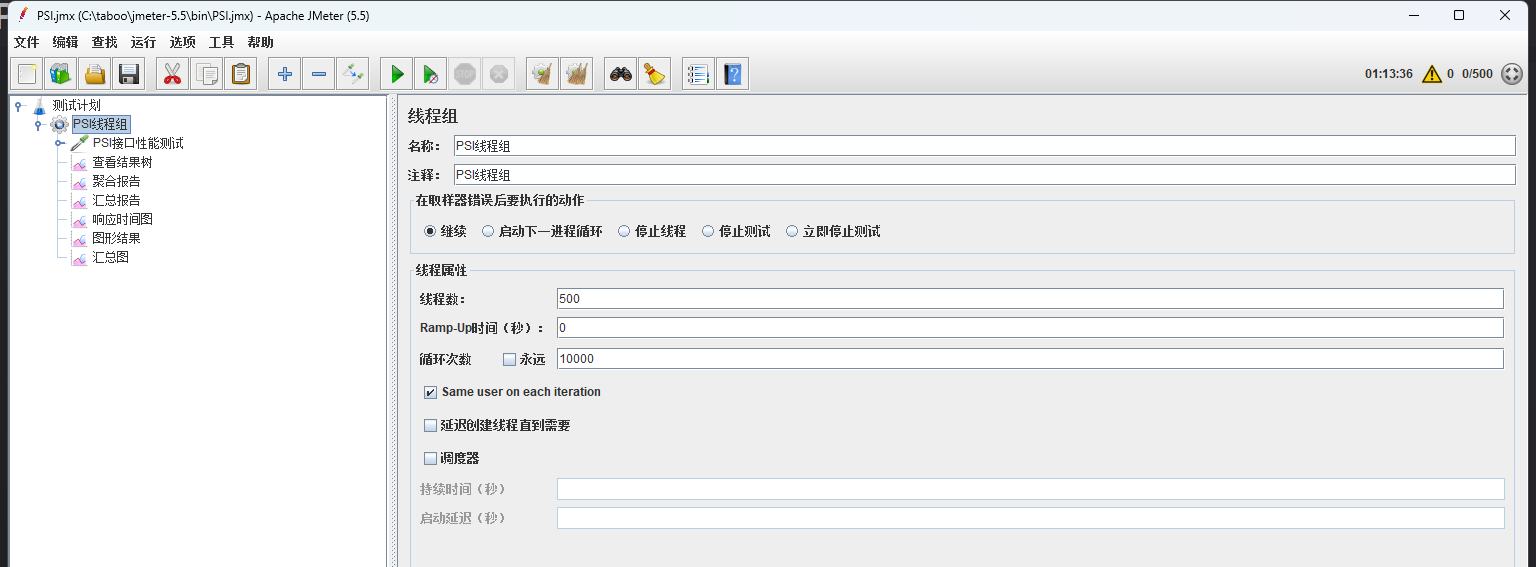 PSI.jmx (C:\taboo\jmeter-5.5\bin\PSI.jmx) - Apache JMeter (5.5)
文件 编辑 查找 运行 选项 工具 帮助
STOP
01:13:36 0 0/500
测试计划
PSI线程组
PSI接口性能测试
查看结果树
聚合报告
汇总报告
响应时间图
图形结果
汇总图
线程组
名称： PSI线程组
注释： PSI线程组
在取样器错误后要执行的动作
继续 启动下一进程循环 停止线程 停止测试 立即停止测试
线程属性
线程数： 500
Ramp-Up时间（秒）： 0
循环次数 永远 10000
Same user on each iteration
延迟创建线程直到需要
调度器
持续时间（秒）
启动延迟（秒）